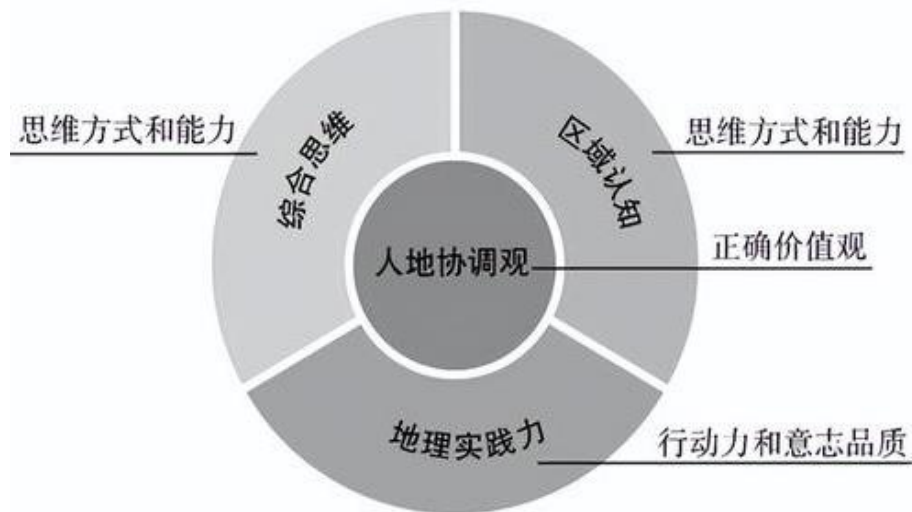 思维方式和能力
综合思维
区域认知
思维方式和能力
人地协调观
正确价值观
地理实践力
行动力和意志品质